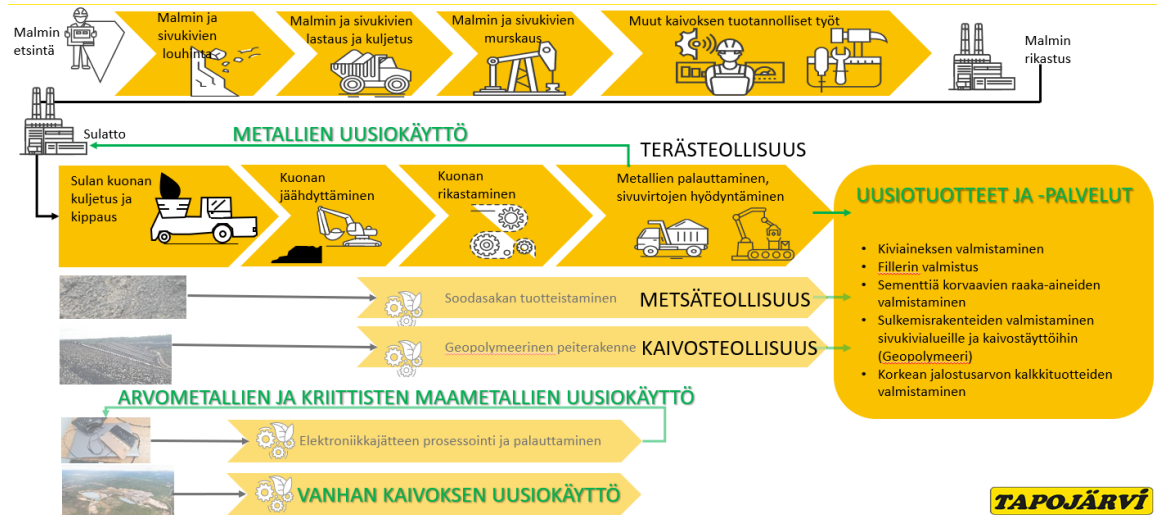 Malmin
etsintä
Malmin ja
sivukivien
louhinta
Malmin ja sivukivien
lastaus ja kuljetus
Malmin ja sivukivien
murskaus
Muut kaivoksen tuotannolliset työt
Malmin
rikastus
Sulatto
METALLIEN UUSIOKÄYTTÖ
TERÄSTEOLLISUUS
Sulan kuonan
kuljetus ja
kippaus
Kuonan
jäähdyttäminen
Kuonan
rikastaminen
Metallien palauttaminen,
sivuvirtojen hyödyntäminen
UUSIOTUOTTEET JA -PALVELUT
• Kiviaineksen valmistaminen
• Fillerin valmistus
• Sementtiä korvaavien raaka-aineiden
valmistaminen
• Sulkemisrakenteiden valmistaminen
sivukivialueille ja kaivostäyttöihin
(Geopolymeeri)
• Korkean jalostusarvon kalkkituotteiden
valmistaminen
Soodasakan tuotteistaminen
METSÄTEOLLISUUS
Geopolymeerinen peiterakenne
KAIVOSTEOLLISUUS
ARVOMETALLIEN JA KRIITTISTEN MAAMETALLIEN UUSIOKÄYTTÖ
Elektroniikkajätteen prosessointi ja palauttaminen
VANHAN KAIVOKSEN UUSIOKÄYTTÖ
TAPOJÄRVI